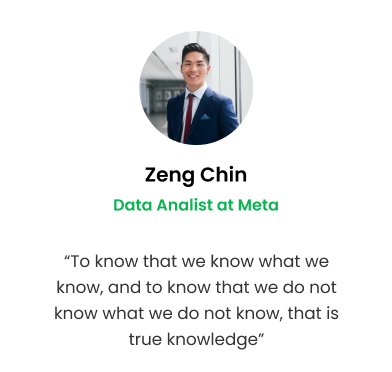 Zeng Chin
Data Analist at Meta
“To know that we know what we
know, and to know that we do not
know what we do not know, that is
true knowledge”